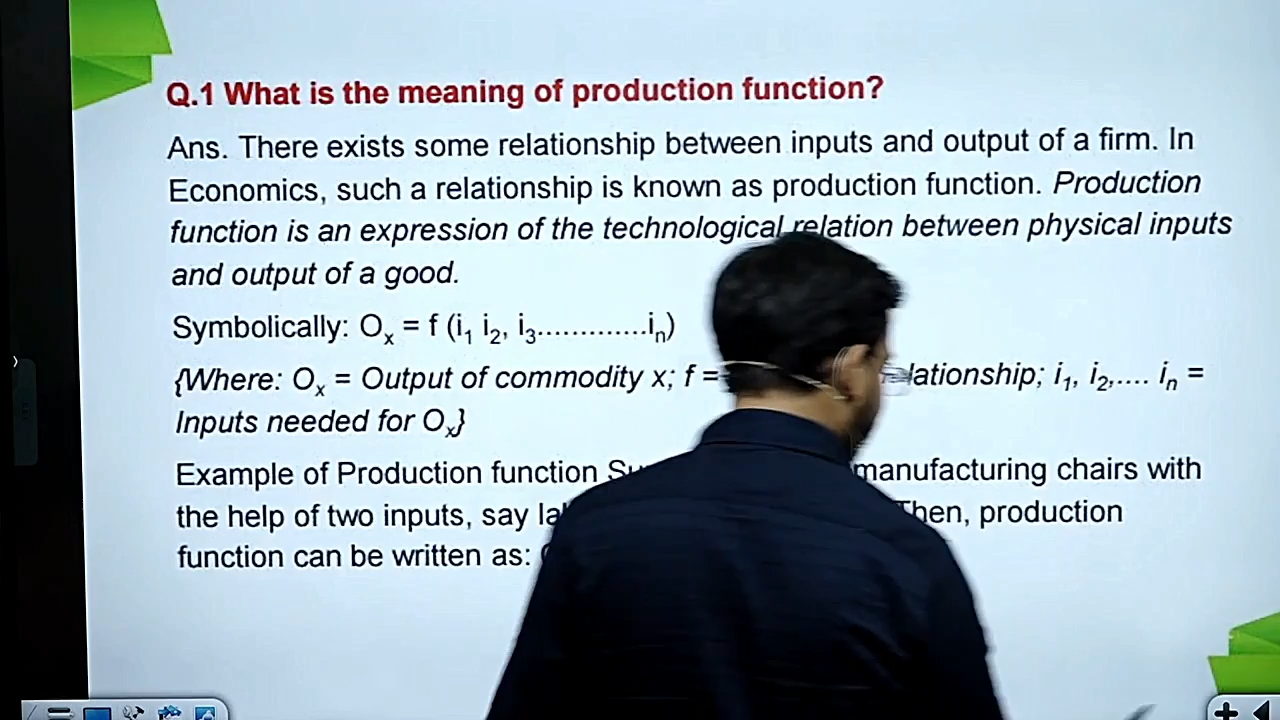 Q.1 What is the meaning of production function?
Ans. There exists some relationship between inputs and output of a firm. In
Economics, such a relationship is known as production function. Production
function is an expression of the technological relation between physical inputs
and output of a good.
Symbolically: Oₓ = f (i₁ i₂, i₃.............iₙ)
{Where: Oₓ = Output of commodity x; f = i₁, i₂,.... iₙ =
Inputs needed for Oₓ}
Example of Production function manufacturing chairs with
the help of two inputs, say production
function can be written as: